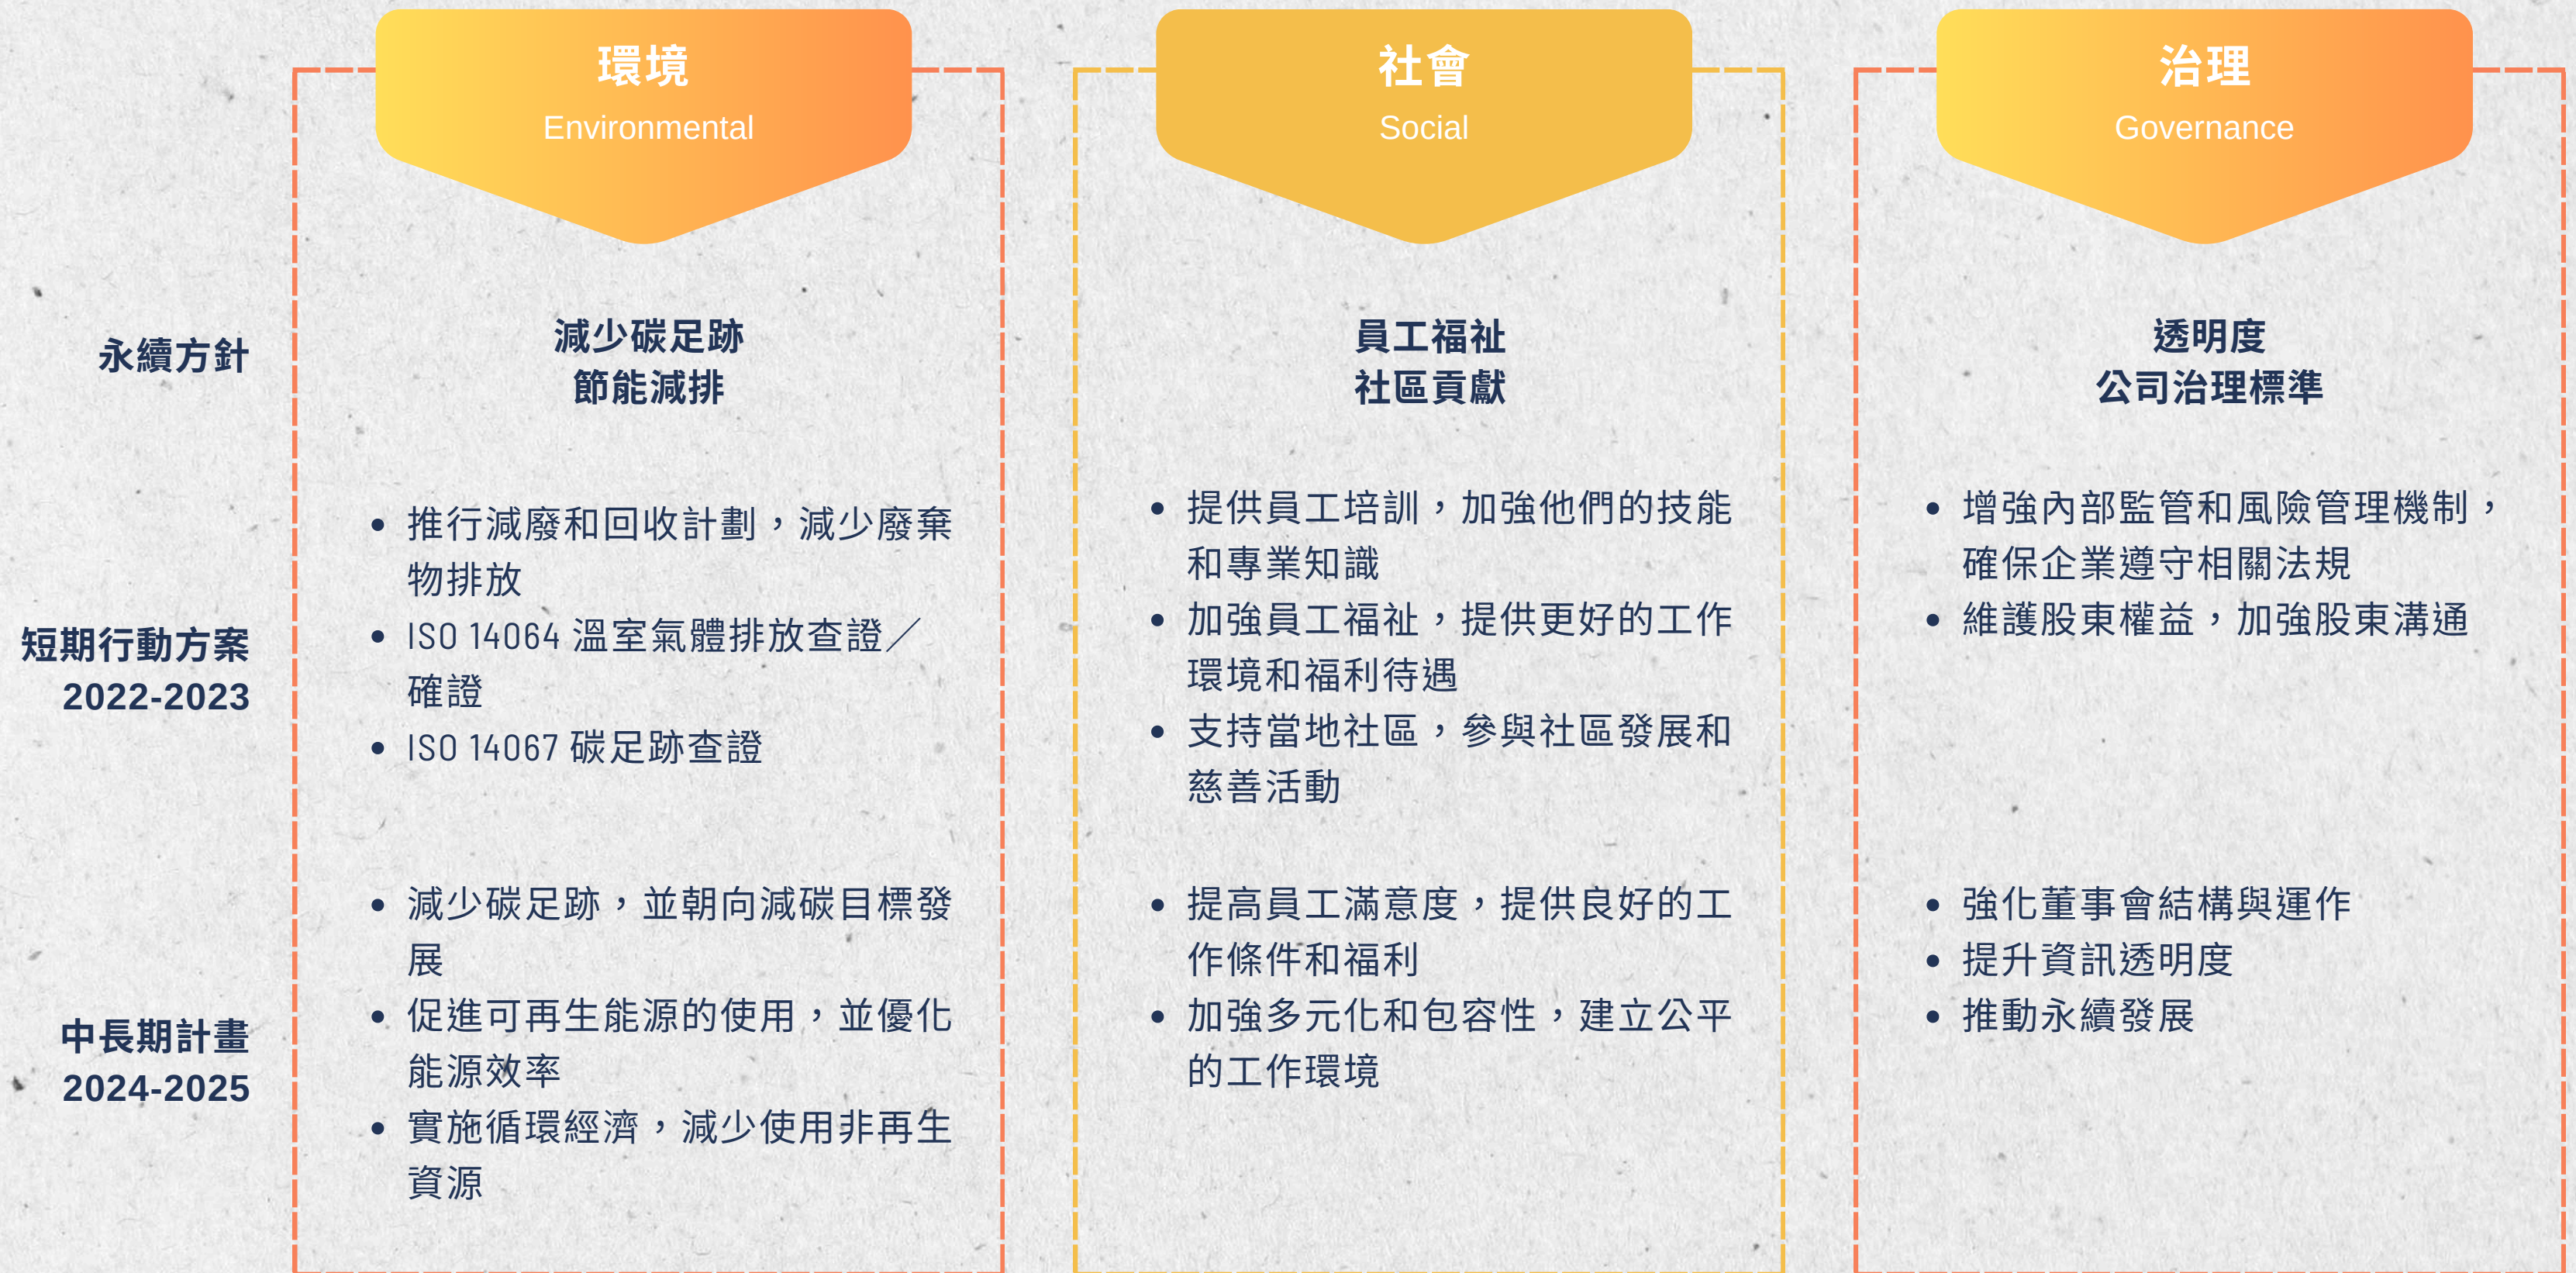 環境
Environmental
社會
Social
治理
Governance
永續方針
減少碳足跡
節能減排
員工福祉
社區貢獻
透明度
公司治理標準
短期行動方案
2022-2023
• 推行減廢和回收計劃，減少廢棄
物排放
• ISO 14064 溫室氣體排放查證／
確證
• ISO 14067 碳足跡查證
• 提供員工培訓，加強他們的技能
和專業知識
• 加強員工福祉，提供更好的工作
環境和福利待遇
• 支持當地社區，參與社區發展和
慈善活動
• 增強內部監管和風險管理機制，
確保企業遵守相關法規
• 維護股東權益，加強股東溝通
中長期計畫
2024-2025
• 減少碳足跡，並朝向減碳目標發
展
• 促進可再生能源的使用，並優化
能源效率
• 實施循環經濟，減少使用非再生
資源
• 提高員工滿意度，提供良好的工
作條件和福利
• 加強多元化和包容性，建立公平
的工作環境
• 強化董事會結構與運作
• 提升資訊透明度
• 推動永續發展